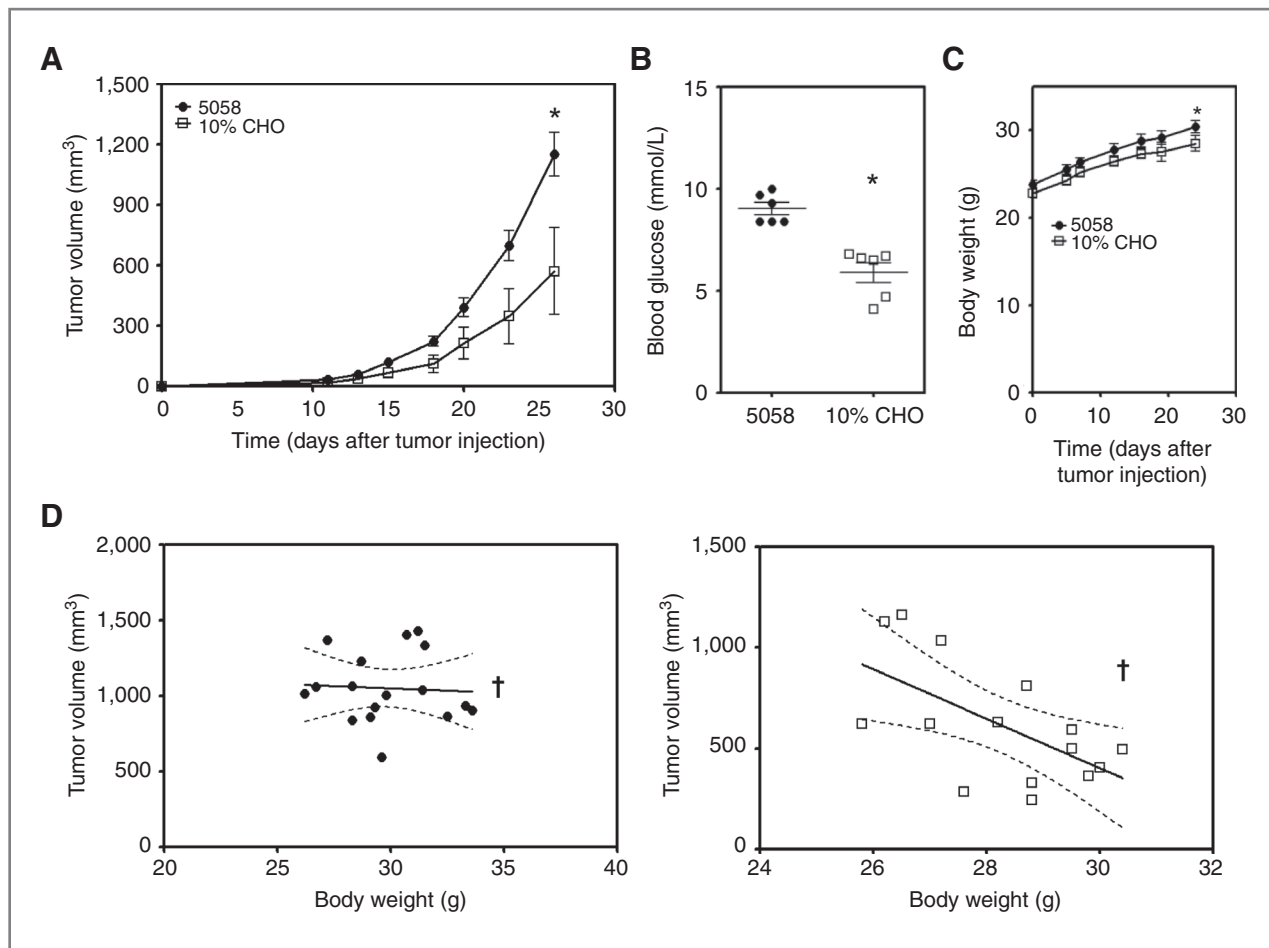 A
1,500
1,200
900
600
300
0
Tumor volume (mm³)
5058
10% CHO
*
0 5 10 15 20 25 30
Time (days after tumor injection)
B
15
10
5
0
Blood glucose (mmol/L)
*
5058 10% CHO
C
30
20
10
0
Body weight (g)
*
5058
10% CHO
0 10 20 30
Time (days after
tumor injection)
D
2,000
1,500
1,000
500
0
Tumor volume (mm³)
†
20 25 30 35 40
Body weight (g)
1,500
1,000
500
0
Tumor volume (mm³)
†
24 26 28 30 32
Body weight (g)